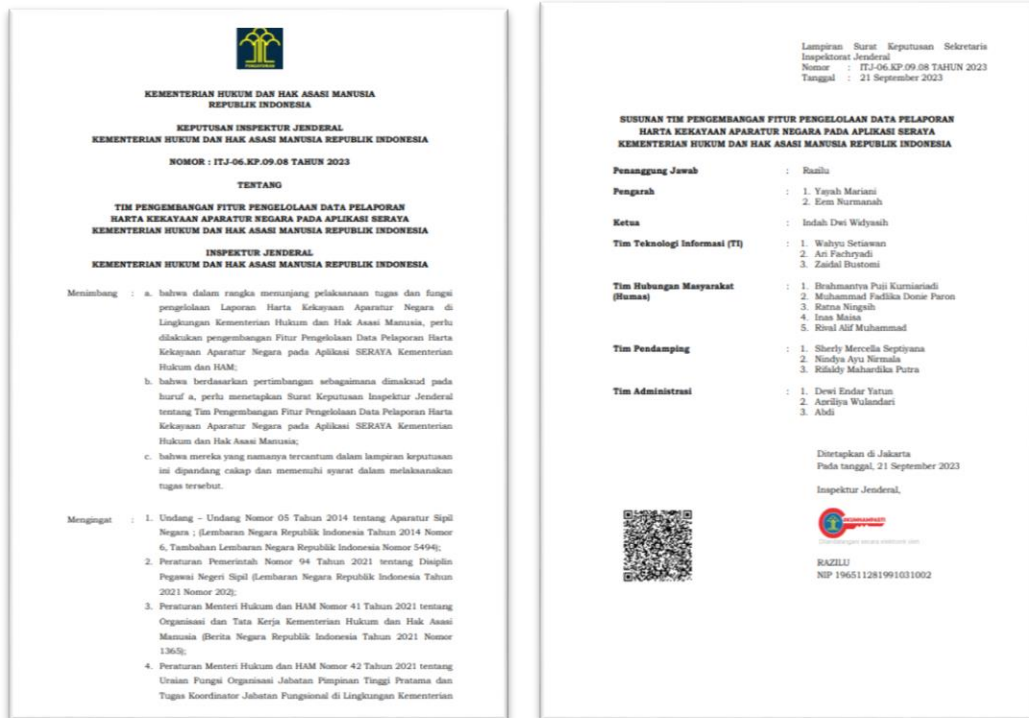 PENGAYOMAN
KEMENTERIAN HUKUM DAN HAK ASASI MANUSIA
REPUBLIK INDONESIA
KEPUTUSAN INSPEKTUR JENDERAL
KEMENTERIAN HUKUM DAN HAK ASASI MANUSIA REPUBLIK INDONESIA
NOMOR : ITJ-06.KP.09.08 TAHUN 2023
TENTANG
TIM PENGEMBANGAN FITUR PENGELOLAAN DATA PELAPORAN
HARTA KEKAYAAN APARATUR NEGARA PADA APLIKASI SERAYA
KEMENTERIAN HUKUM DAN HAK ASASI MANUSIA REPUBLIK INDONESIA
INSPEKTUR JENDERAL
KEMENTERIAN HUKUM DAN HAK ASASI MANUSIA REPUBLIK INDONESIA
Menimbang : a. bahwa dalam rangka menunjang pelaksanaan tugas dan fungsi
pengelolaan Laporan Harta Kekayaan Aparatur Negara di
Lingkungan Kementerian Hukum dan Hak Asasi Manusia, perlu
dilakukan pengembangan Fitur Pengelolaan Data Pelaporan Harta
Kekayaan Aparatur Negara pada Aplikasi SERAYA Kementerian
Hukum dan HAM;
b. bahwa berdasarkan pertimbangan sebagaimana dimaksud pada
huruf a, perlu menetapkan Surat Keputusan Inspektur Jenderal
tentang Tim Pengembangan Fitur Pengelolaan Data Pelaporan Harta
Kekayaan Aparatur Negara pada Aplikasi SERAYA Kementerian
Hukum dan Hak Asasi Manusia;
c. bahwa mereka yang namanya tercantum dalam lampiran keputusan
ini dipandang cakap dan memenuhi syarat dalam melaksanakan
tugas tersebut.
Mengingat : 1. Undang – Undang Nomor 05 Tahun 2014 tentang Aparatur Sipil
Negara ; (Lembaran Negara Republik Indonesia Tahun 2014 Nomor
6, Tambahan Lembaran Negara Republik Indonesia Nomor 5494);
2. Peraturan Pemerintah Nomor 94 Tahun 2021 tentang Disiplin
Pegawai Negeri Sipil (Lembaran Negara Republik Indonesia Tahun
2021 Nomor 202);
3. Peraturan Menteri Hukum dan HAM Nomor 41 Tahun 2021 tentang
Organisasi dan Tata Kerja Kementerian Hukum dan Hak Asasi
Manusia (Berita Negara Republik Indonesia Tahun 2021 Nomor
1365);
4. Peraturan Menteri Hukum dan HAM Nomor 42 Tahun 2021 tentang
Uraian Fungsi Organisasi Jabatan Pimpinan Tinggi Pratama dan
Tugas Koordinator Jabatan Fungsional di Lingkungan Kementerian
Lampiran Surat Keputusan Sekretaris
Inspektorat Jenderal
Nomor : ITJ-06.KP.09.08 TAHUN 2023
Tanggal : 21 September 2023
SUSUNAN TIM PENGEMBANGAN FITUR PENGELOLAAN DATA PELAPORAN
HARTA KEKAYAAN APARATUR NEGARA PADA APLIKASI SERAYA
KEMENTERIAN HUKUM DAN HAK ASASI MANUSIA REPUBLIK INDONESIA
Penanggung Jawab : Razilu
Pengarah : 1. Yayah Mariani
2. Eem Nurmanah
Ketua : Indah Dwi Widyasih
Tim Teknologi Informasi (TI) : 1. Wahyu Setiawan
2. Ari Fachryadi
3. Zaidal Bustomi
Tim Hubungan Masyarakat : 1. Brahmantya Puji Kurniariadi
(Humas) 2. Muhammad Fadlika Donie Paron
3. Ratna Ningsih
4. Inas Maisa
5. Rival Alif Muhammad
Tim Pendamping : 1. Sherly Mercella Septiyana
2. Nindya Ayu Nirmala
3. Rifaldy Mahardika Putra
Tim Administrasi : 1. Dewi Endar Yatun
2. Apriliya Wulandari
3. Abdi
Ditetapkan di Jakarta
Pada tanggal, 21 September 2023
Inspektur Jenderal,
Ditandatangani secara elektronik oleh
RAZILU
NIP 196511281991031002